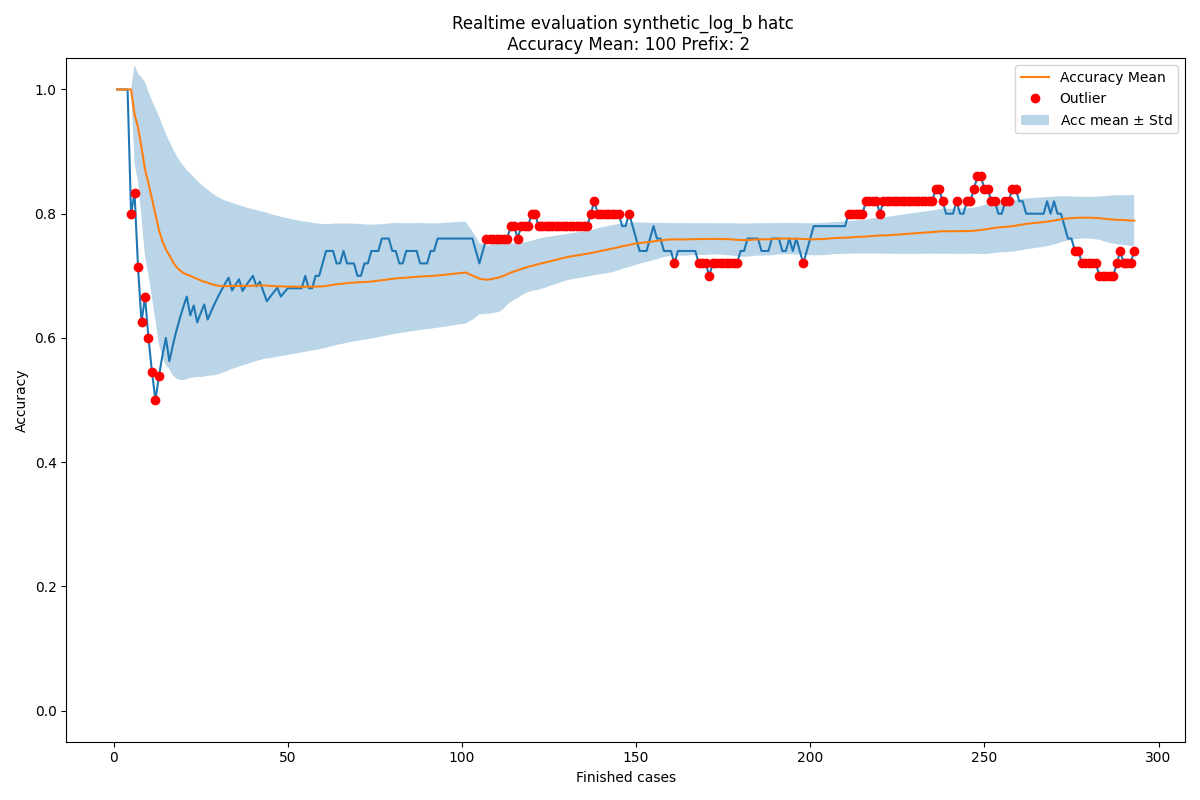 Realtime evaluation synthetic_log_b hatc
Accuracy Mean: 100 Prefix: 2
Accuracy Mean
Outlier
Acc mean ± Std
Accuracy
1.0
0.8
0.6
0.4
0.2
0.0
0
50
100
150
200
250
300
Finished cases